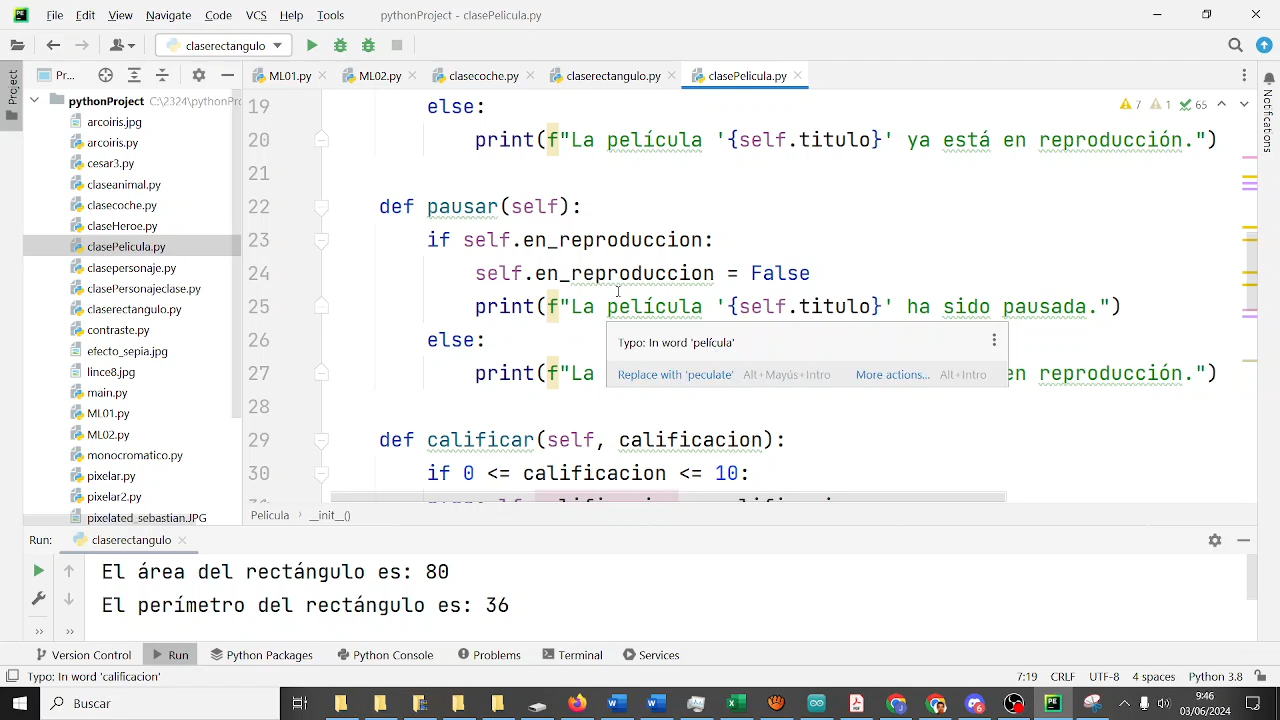 File Edit View Navigate Code VCS Help Tools pythonProject - clasePelicula.py
claserectangulo
Pr... ML01.py ML02.py clasecoche.py claserectangulo.py clasePelicula.py
Project
Notifications
pythonProject C:\2324\pythonPr
arcoiris.jpg
arcoiris.py
cesar3.py
claseanimal.py
clasecoche.py
claseHeroe.py
clasePelicula.py
clasepersonaje.py
clasePersonajeclase.py
claserectangulo.py
contraste.py
efecto_sepia.jpg
lince8.jpg
main.py
ML01.py
ML02.py
monocromatico.py
pixelar.py
pixelar2.py
pixelated_sebastian.JPG
7 1 65
19 else:
20 print(f"La película '{self.titulo}' ya está en reproducción.")
21
22 def pausar(self):
23 if self.en_reproduccion:
24 self.en_reproduccion = False
25 print(f"La película '{self.titulo}' ha sido pausada.")
26 else:
27 print(f"La en reproducción.")
28
29 def calificar(self, calificacion):
30 if 0 <= calificacion <= 10:
Typo: In word 'película'
Replace with 'peculate' Alt+Mayús+Intro More actions... Alt+Intro
Pelicula › __init__()
Run: claserectangulo
El área del rectángulo es: 80
El perímetro del rectángulo es: 36
Version Control Run Python Packages Python Console Problems Terminal Services
Typo: In word 'calificacion' 7:19 CRLF UTF-8 4 spaces Python 3.8
Buscar
9:46
03/06/2024